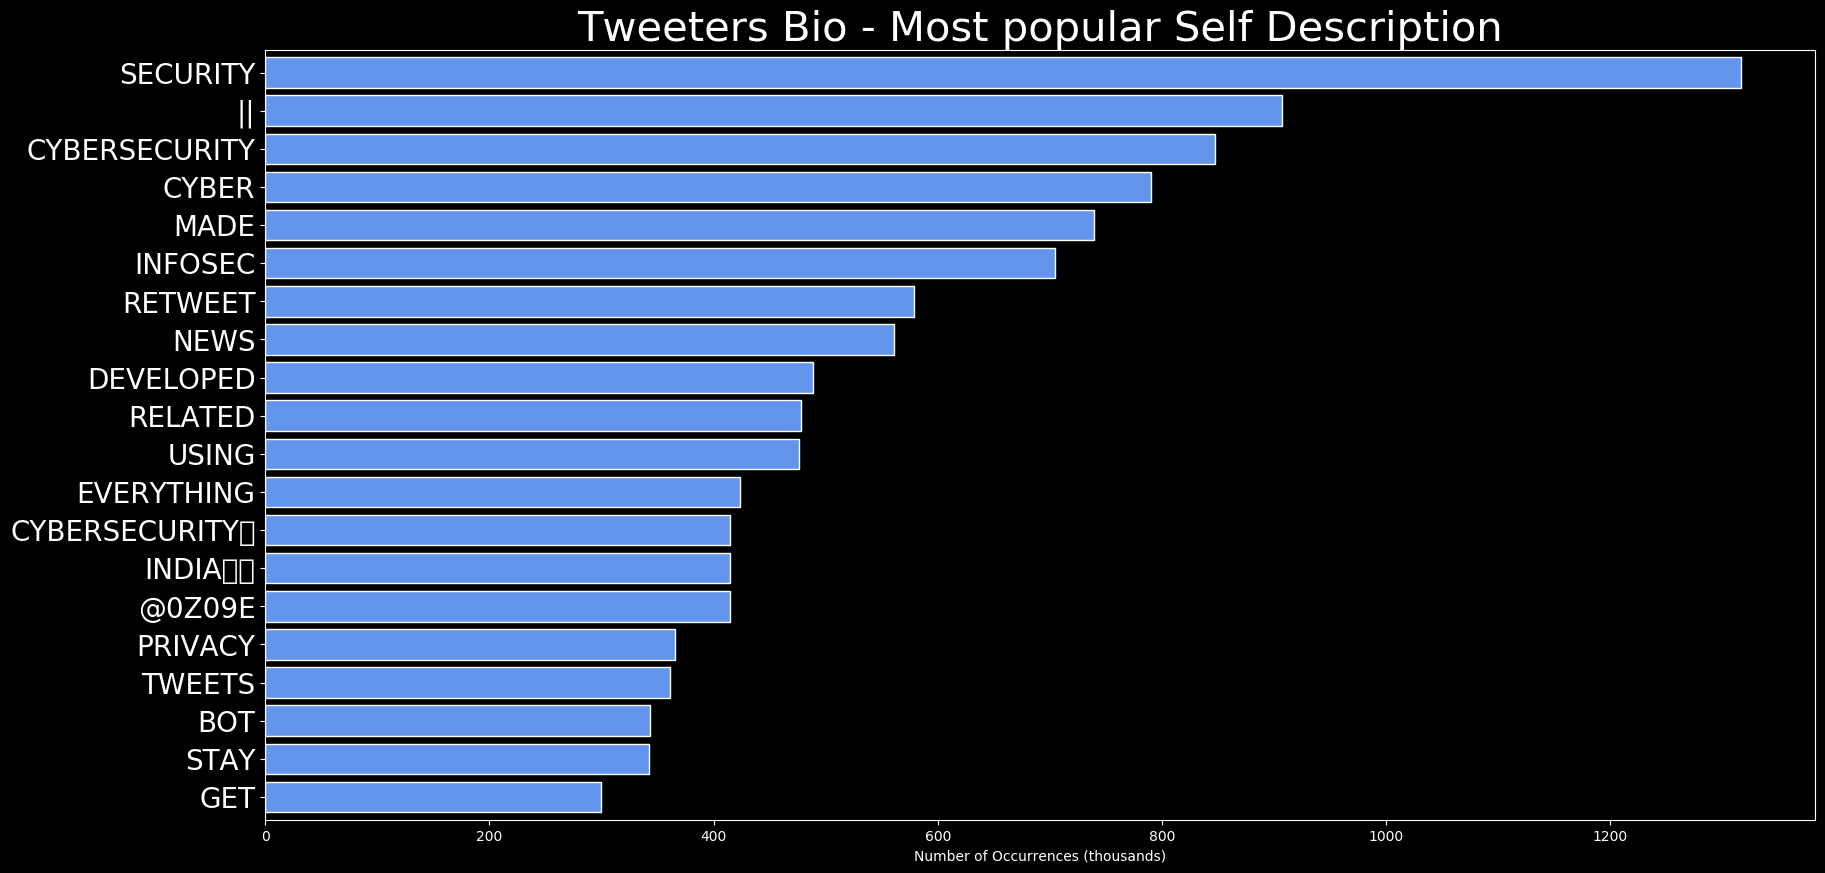 Tweeters Bio - Most popular Self Description
SECURITY
||
CYBERSECURITY
CYBER
MADE
INFOSEC
RETWEET
NEWS
DEVELOPED
RELATED
USING
EVERYTHING
CYBERSECURITY▯
INDIA▯▯
@0Z09E
PRIVACY
TWEETS
BOT
STAY
GET
0 200 400 600 800 1000 1200
Number of Occurrences (thousands)